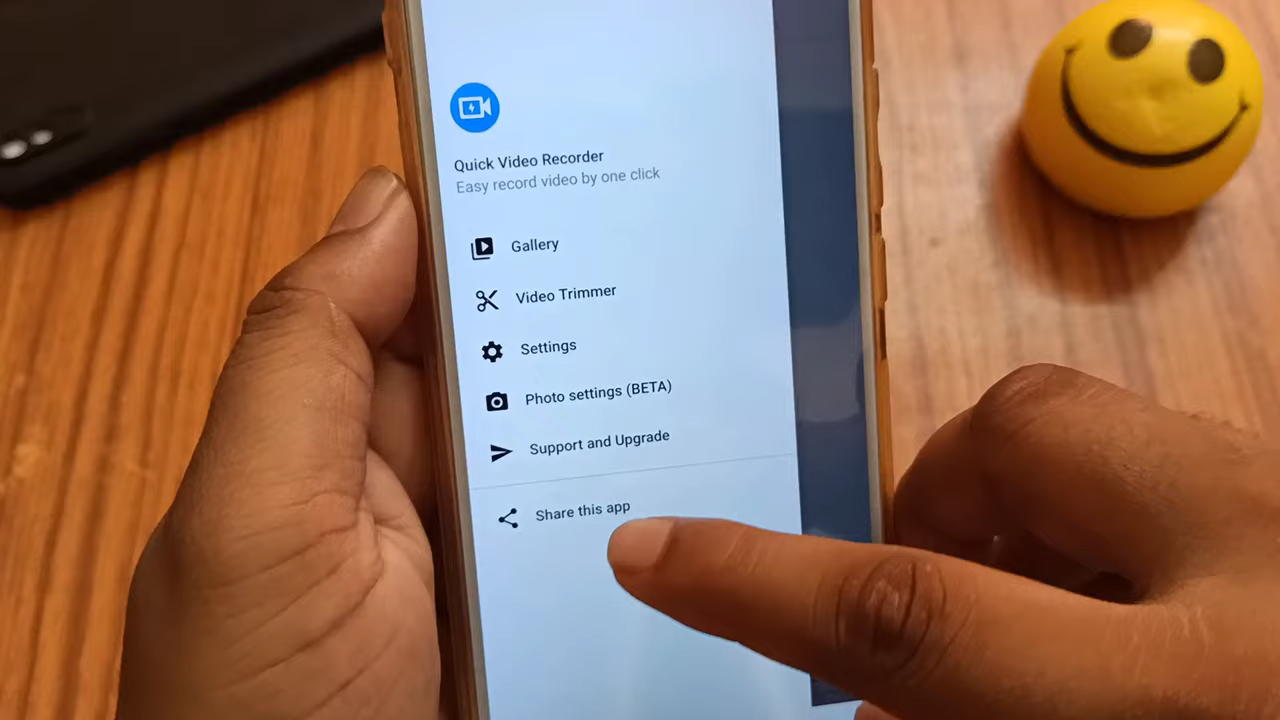 Quick Video Recorder
Easy record video by one click
Gallery
Video Trimmer
Settings
Photo settings (BETA)
Support and Upgrade
Share this app